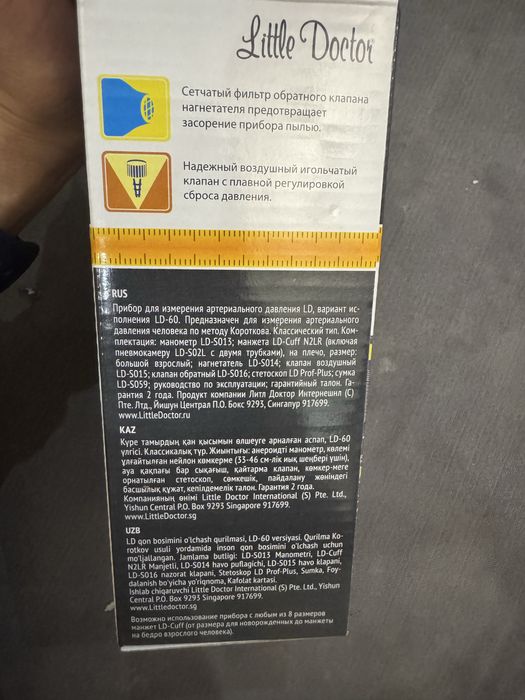 Little Doctor
Сетчатый фильтр обратного клапана
нагнетателя предотвращает
засорение прибора пылью.
Надежный воздушный игольчатый
клапан с плавной регулировкой
сброса давления.
RUS
Прибор для измерения артериального давления LD, вариант ис-
полнения LD-60. Предназначен для измерения артериального
давления человека по методу Короткова. Классический тип. Ком-
плектация: манометр LD-S013; манжета LD-Cuff N2LR (включая
пневмокамеру LD-S02L с двумя трубками), на плечо, размер:
большой взрослый; нагнетатель LD-S014; клапан воздушный
LD-S015; клапан обратный LD-S016; стетоскоп LD Prof-Plus; сумка
LD-S059; руководство по эксплуатации; гарантийный талон. Га-
рантия 2 года. Продукт компании Литл Доктор Интернешнл (С)
Пте. Лтд., Йишун Централ П.О. Бокс 9293, Сингапур 917699.
www.LittleDoctor.ru
KAZ
Күре тамырдың қан қысымын өлшеуге арналған аспап, LD-60
үлгісі. Классикалық түр. Жиынтығы: анероидті манометр, көлемі
ұлғайтылған нейлон көмкерме (33-46 см-лік иық шеңбері үшін),
ауа қақпағы бар сықағыш, қайтарма клапан, көмкер-меге
орнатылған стетоскоп, сөмкешік, пайдалану жөніндегі
басшылық құжат, кепілдемелік талон. Гарантия 2 года.
Компанияның өнімі Little Doctor International (S) Pte. Ltd.,
Yishun Central P.O. Box 9293 Singapore 917699.
www.LittleDoctor.sg
UZB
LD qon bosimini o'lchash qurilmasi, LD-60 versiyasi. Qurilma Ko-
rotkov usuli yordamida inson qon bosimini o'lchash uchun
mo'ljallangan. Jamlama butligi: LD-S013 Manometri, LD-Cuff
N2LR Manjetli, LD-S014 havo puflagichi, LD-S015 havo klapani,
LD-S016 nazorat klapani, Stetoskop LD Prof-Plus, Sumka, Foy-
dalanish bo'yicha yo'riqnoma, Kafolat kartasi.
Ishlab chiqaruvchi Little Doctor International (S) Pte. Ltd., Yishun
Central P.O. Box 9293 Singapore 917699.
www.Littledoctor.sg
Возможно использование прибора с любым из 8 размеров
манжет LD-Cuff (от размера для новорожденных до манжеты
на бедро взрослого человека).